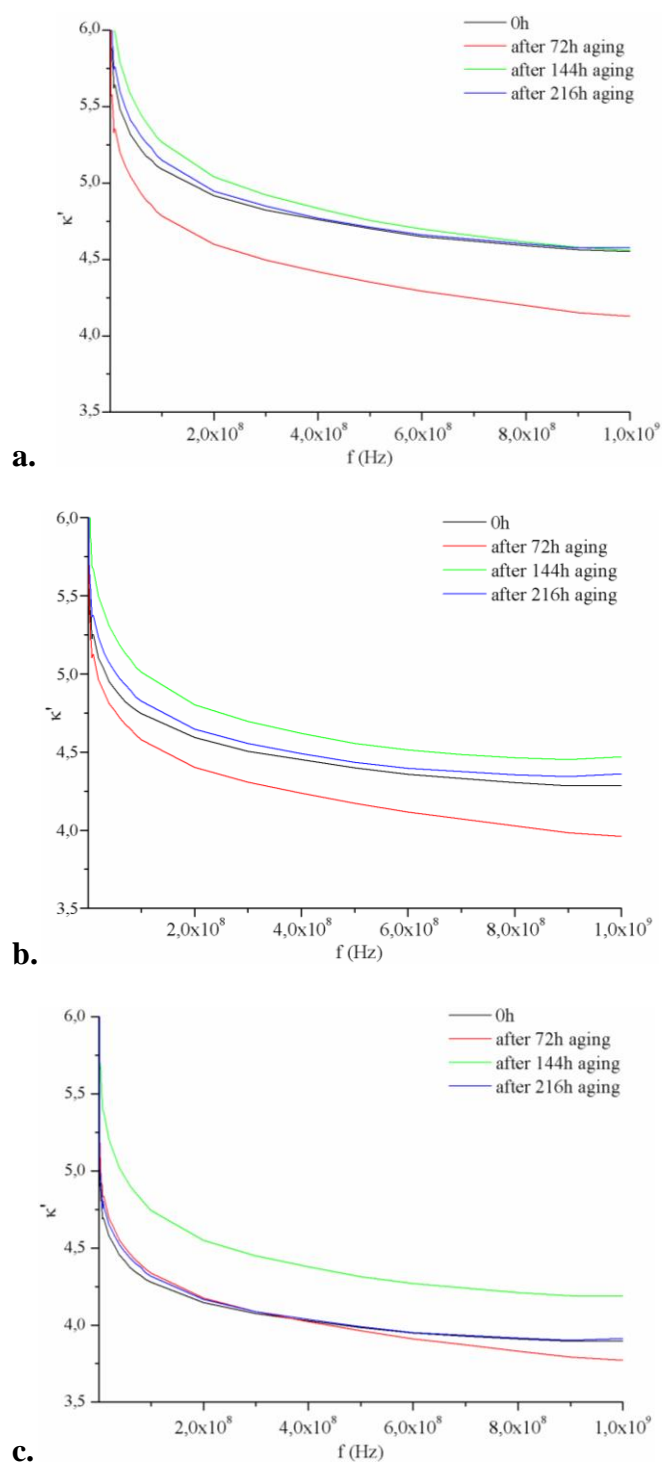 0h
after 72h aging
after 144h aging
after 216h aging
6,0
5,5
5,0
4,5
4,0
3,5
κ'
2,0x10⁸ 4,0x10⁸ 6,0x10⁸ 8,0x10⁸ 1,0x10⁹
f (Hz)
a.
0h
after 72h aging
after 144h aging
after 216h aging
6,0
5,5
5,0
4,5
4,0
3,5
κ'
2,0x10⁸ 4,0x10⁸ 6,0x10⁸ 8,0x10⁸ 1,0x10⁹
f (Hz)
b.
0h
after 72h aging
after 144h aging
after 216h aging
6,0
5,5
5,0
4,5
4,0
3,5
κ'
2,0x10⁸ 4,0x10⁸ 6,0x10⁸ 8,0x10⁸ 1,0x10⁹
f (Hz)
c.